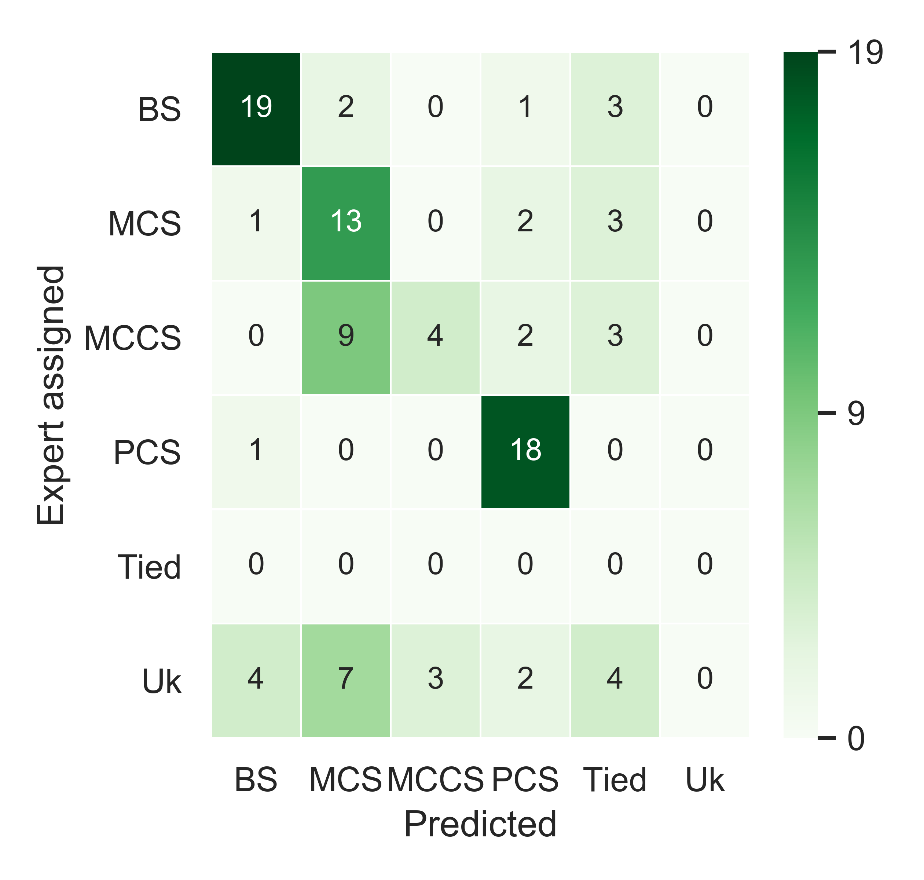 BS 19 2 0 1 3 0
MCS 1 13 0 2 3 0
MCCS 0 9 4 2 3 0
PCS 1 0 0 18 0 0
Tied 0 0 0 0 0 0
Uk 4 7 3 2 4 0
BS MCS MCCS PCS Tied Uk
Predicted
Expert assigned
19
9
0